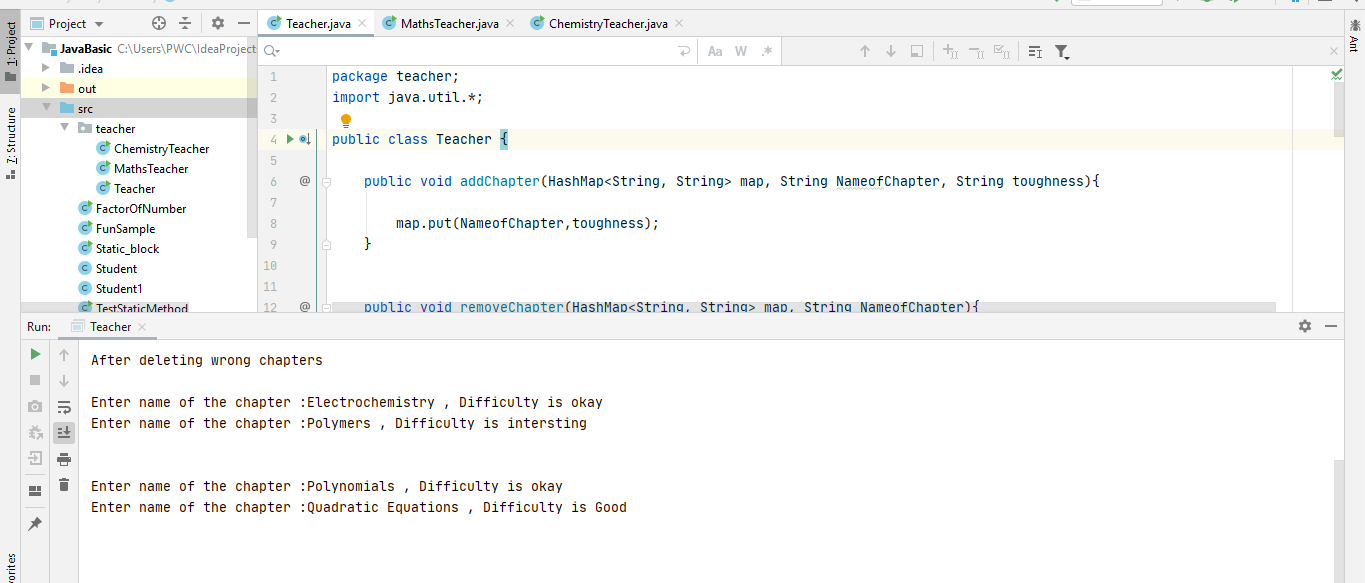 Project
Teacher.java
MathsTeacher.java
ChemistryTeacher.java
1: Project
7: Structure
Ant
JavaBasic C:\Users\PWC\IdeaProject
.idea
out
src
teacher
ChemistryTeacher
MathsTeacher
Teacher
FactorOfNumber
FunSample
Static_block
Student
Student1
TestStaticMethod
Aa W .*
1 package teacher;
2 import java.util.*;
3
4 public class Teacher {
5
6 @ public void addChapter(HashMap<String, String> map, String NameofChapter, String toughness){
7
8 map.put(NameofChapter,toughness);
9 }
10
11
12 @ public void removeChapter(HashMap<String, String> map, String NameofChapter){
Run: Teacher
After deleting wrong chapters
Enter name of the chapter :Electrochemistry , Difficulty is okay
Enter name of the chapter :Polymers , Difficulty is intersting
Enter name of the chapter :Polynomials , Difficulty is okay
Enter name of the chapter :Quadratic Equations , Difficulty is Good